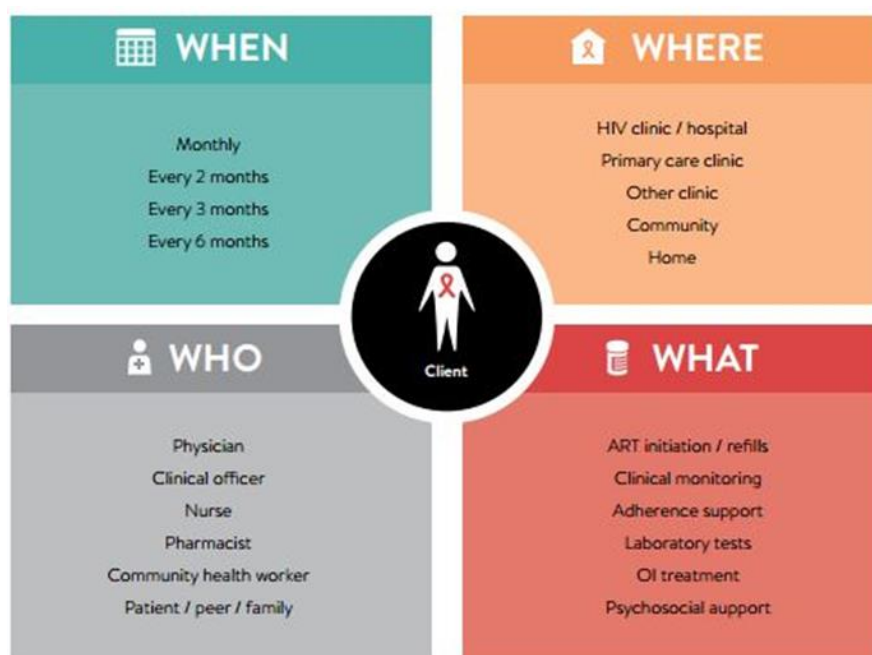 WHEN
Monthly
Every 2 months
Every 3 months
Every 6 months
WHERE
HIV clinic / hospital
Primary care clinic
Other clinic
Community
Home
Client
WHO
Physician
Clinical officer
Nurse
Pharmacist
Community health worker
Patient / peer / family
WHAT
ART initiation / refills
Clinical monitoring
Adherence support
Laboratory tests
OI treatment
Psychosocial aupport